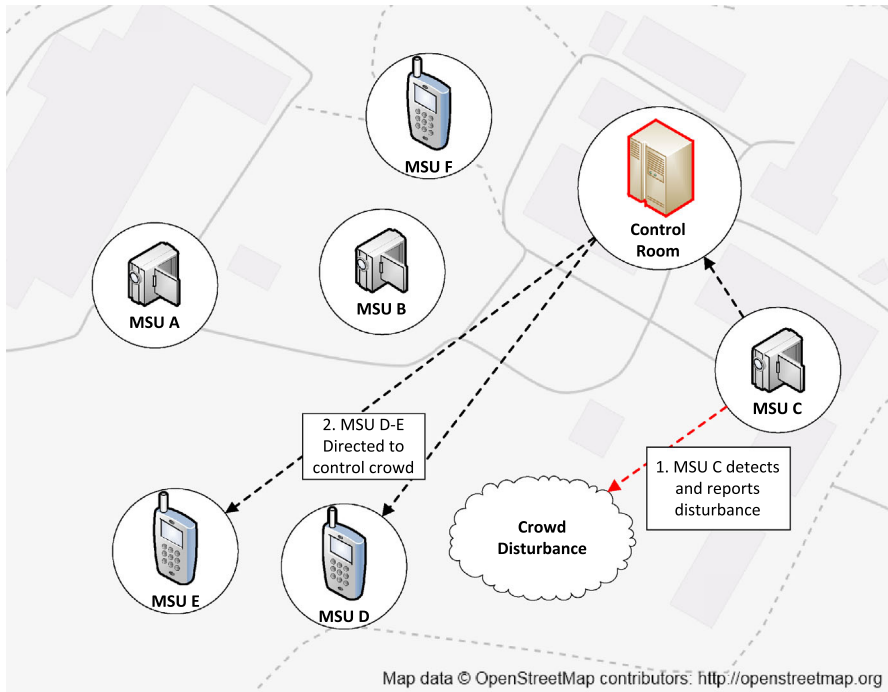 MSU F
Control
Room
MSU A
MSU B
MSU C
2. MSU D-E
Directed to
control crowd
1. MSU C detects
and reports
disturbance
Crowd
Disturbance
MSU E
MSU D
Map data © OpenStreetMap contributors: http://openstreetmap.org